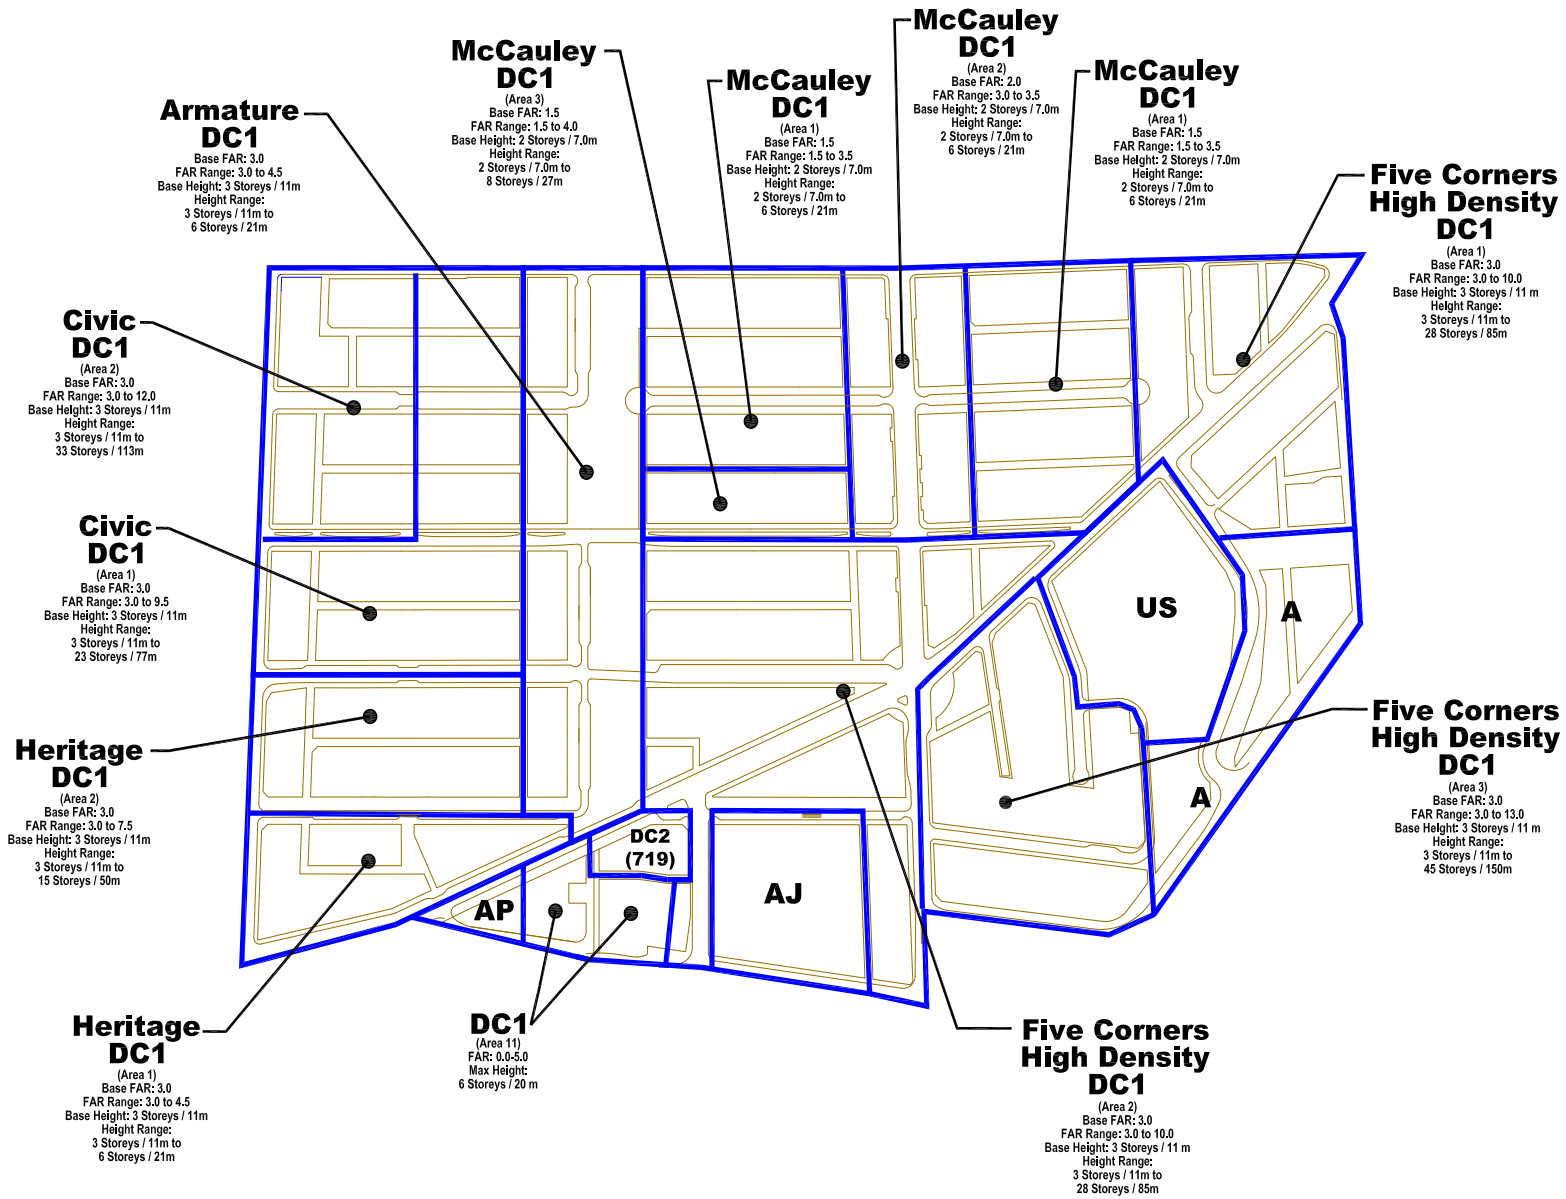 McCauley
DC1
(Area 2)
Base FAR: 2.0
FAR Range: 3.0 to 3.5
Base Height: 2 Storeys / 7.0m
Height Range:
2 Storeys / 7.0m to
6 Storeys / 21m
McCauley
DC1
(Area 3)
Base FAR: 1.5
FAR Range: 1.5 to 4.0
Base Height: 2 Storeys / 7.0m
Height Range:
2 Storeys / 7.0m to
8 Storeys / 27m
McCauley
DC1
(Area 1)
Base FAR: 1.5
FAR Range: 1.5 to 3.5
Base Height: 2 Storeys / 7.0m
Height Range:
2 Storeys / 7.0m to
6 Storeys / 21m
McCauley
DC1
(Area 1)
Base FAR: 1.5
FAR Range: 1.5 to 3.5
Base Height: 2 Storeys / 7.0m
Height Range:
2 Storeys / 7.0m to
6 Storeys / 21m
Armature
DC1
Base FAR: 3.0
FAR Range: 3.0 to 4.5
Base Height: 3 Storeys / 11m
Height Range:
3 Storeys / 11m to
6 Storeys / 21m
Five Corners
High Density
DC1
(Area 1)
Base FAR: 3.0
FAR Range: 3.0 to 10.0
Base Height: 3 Storeys / 11 m
Height Range:
3 Storeys / 11m to
28 Storeys / 85m
Civic
DC1
(Area 2)
Base FAR: 3.0
FAR Range: 3.0 to 12.0
Base Height: 3 Storeys / 11m
Height Range:
3 Storeys / 11m to
33 Storeys / 113m
Civic
DC1
(Area 1)
Base FAR: 3.0
FAR Range: 3.0 to 9.5
Base Height: 3 Storeys / 11m
Height Range:
3 Storeys / 11m to
23 Storeys / 77m
US
A
Heritage
DC1
(Area 2)
Base FAR: 3.0
FAR Range: 3.0 to 7.5
Base Height: 3 Storeys / 11m
Height Range:
3 Storeys / 11m to
15 Storeys / 50m
Five Corners
High Density
DC1
(Area 3)
Base FAR: 3.0
FAR Range: 3.0 to 13.0
Base Height: 3 Storeys / 11 m
Height Range:
3 Storeys / 11m to
45 Storeys / 150m
A
DC2
(719)
AP
AJ
Heritage
DC1
(Area 1)
Base FAR: 3.0
FAR Range: 3.0 to 4.5
Base Height: 3 Storeys / 11m
Height Range:
3 Storeys / 11m to
6 Storeys / 21m
DC1
(Area 11)
FAR: 0.0-5.0
Max Height:
6 Storeys / 20 m
Five Corners
High Density
DC1
(Area 2)
Base FAR: 3.0
FAR Range: 3.0 to 10.0
Base Height: 3 Storeys / 11 m
Height Range:
3 Storeys / 11m to
28 Storeys / 85m